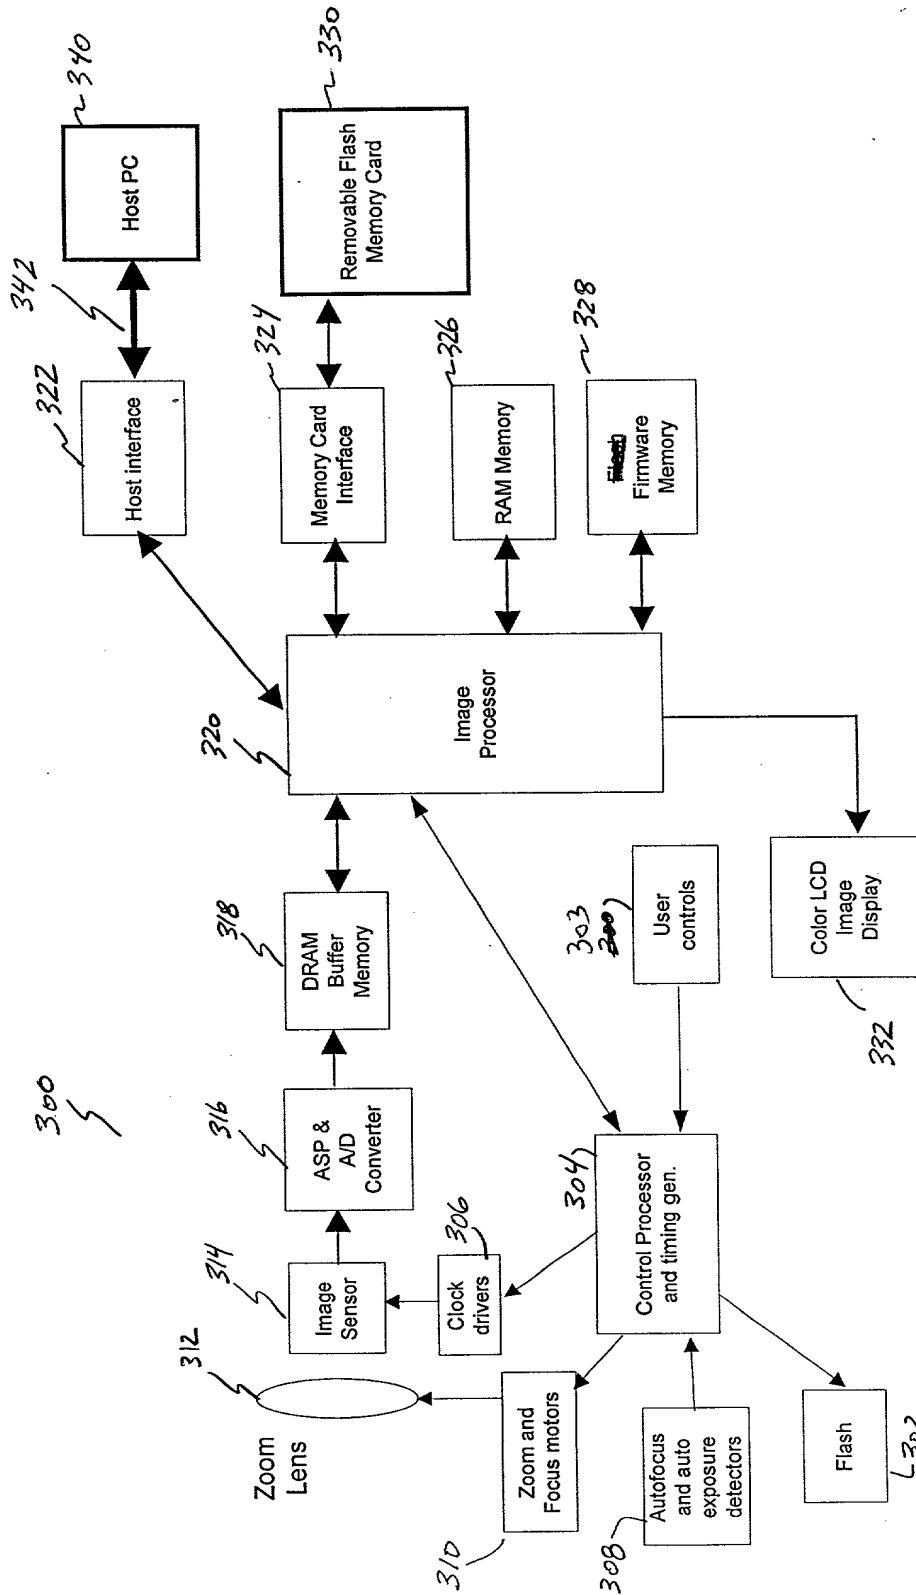 300
Zoom
Lens
312
Image
Sensor
314
ASP &
A/D
Converter
316
DRAM
Buffer
Memory
318
Image
Processor
320
Host interface
322
342
Host PC
340
Memory Card
Interface
324
Removable Flash
Memory Card
330
RAM Memory
326
Firmware
Memory
328
Zoom and
Focus motors
310
Clock
drivers
306
Control Processor
and timing gen.
304
User
controls
303
300
Autofocus
and auto
exposure
detectors
308
Flash
Color LCD
Image
Display
332